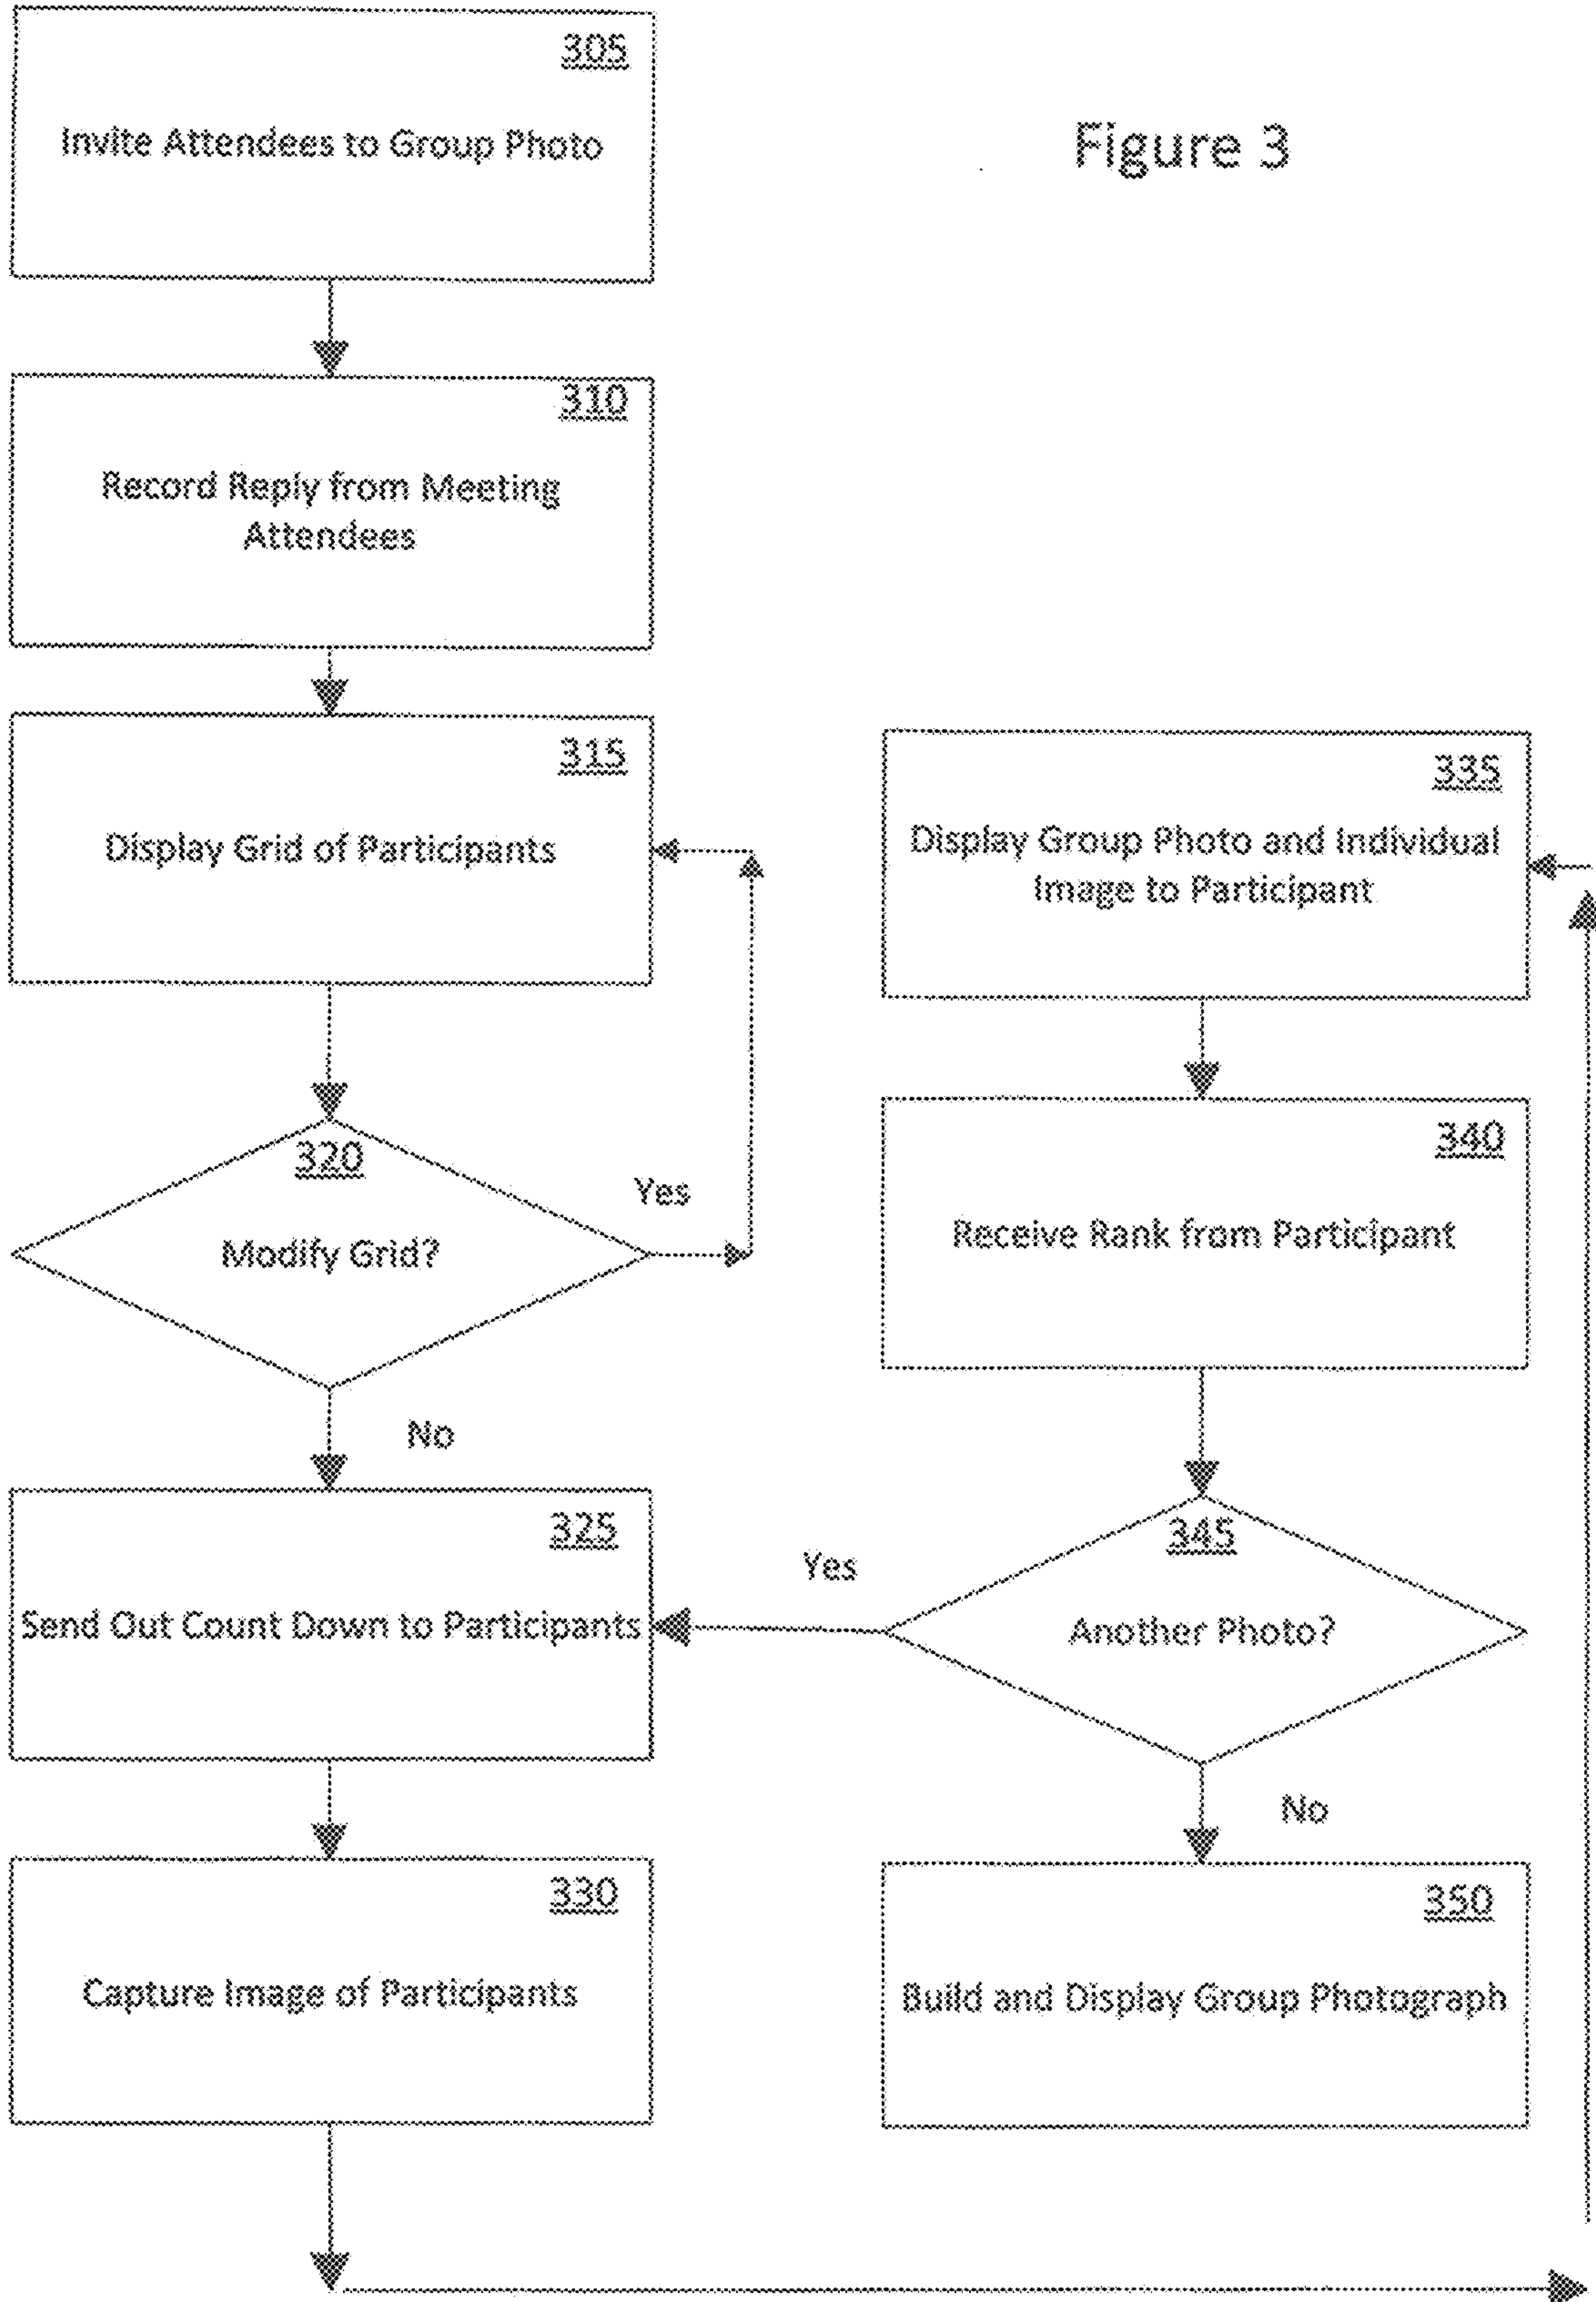 305
Invite Attendees to Group Photo
Figure 3
310
Record Reply from Meeting
Attendees
315
Display Grid of Participants
320
Modify Grid?
Yes
No
325
Send Out Count Down to Participants
330
Capture Image of Participants
335
Display Group Photo and Individual
Image to Participant
340
Receive Rank from Participant
345
Another Photo?
Yes
No
350
Build and Display Group Photograph